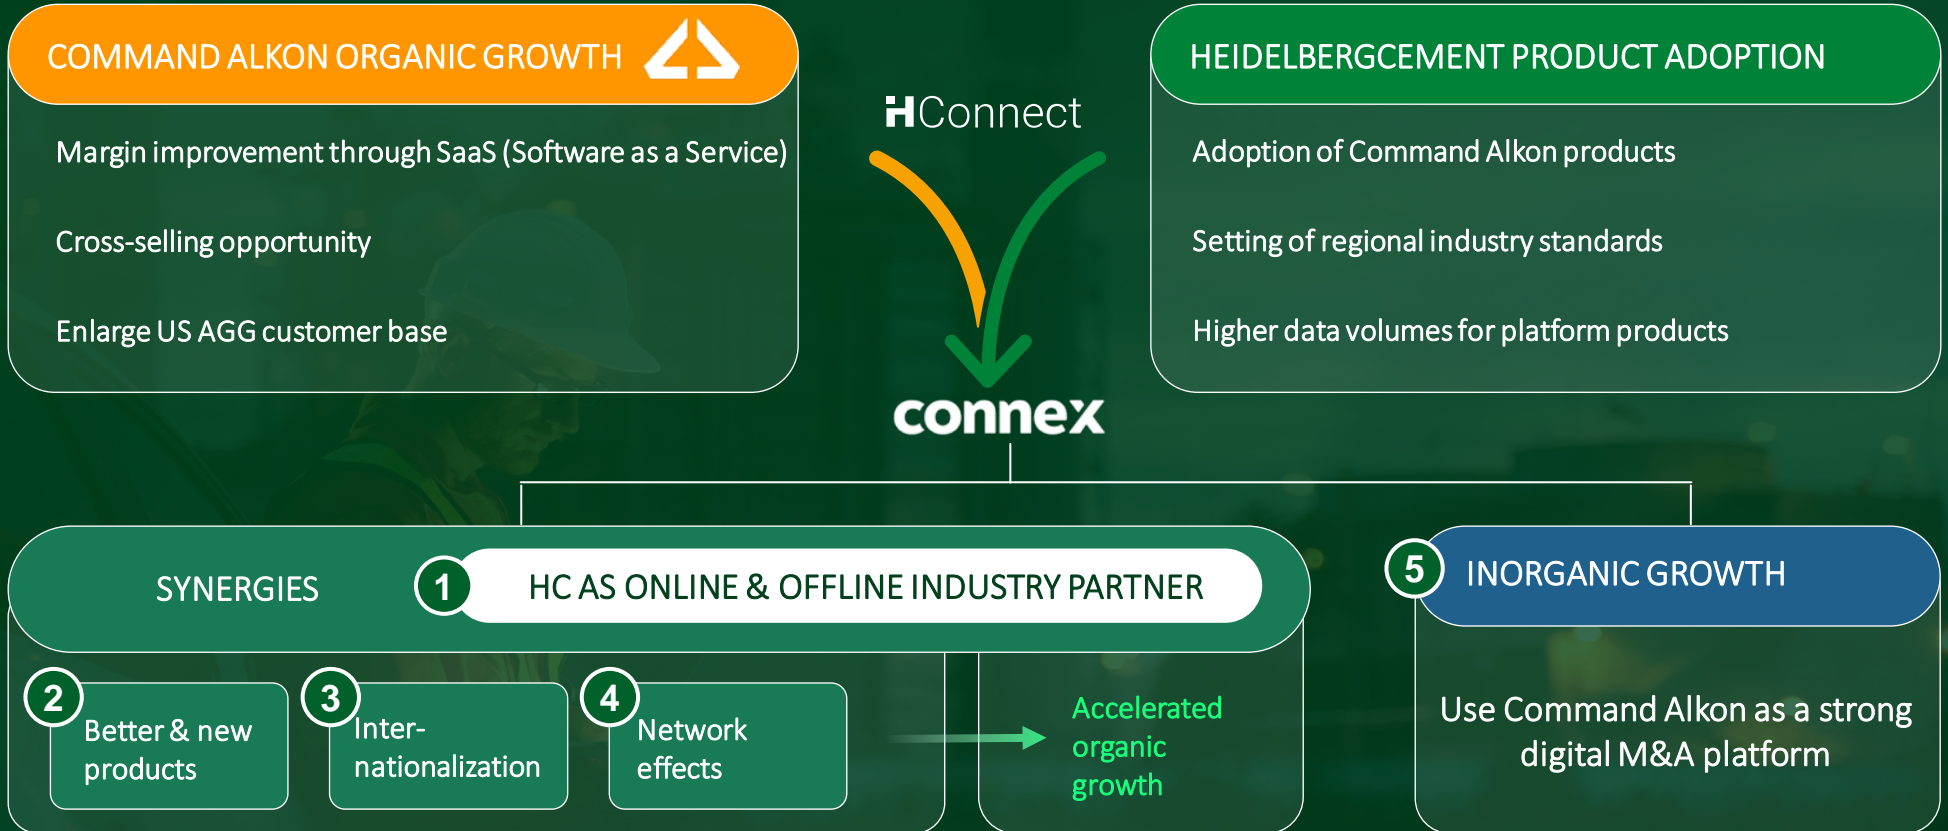 COMMAND ALKON ORGANIC GROWTH
Margin improvement through SaaS (Software as a Service)
Cross-selling opportunity
Enlarge US AGG customer base
HConnect
HEIDELBERGCEMENT PRODUCT ADOPTION
Adoption of Command Alkon products
Setting of regional industry standards
Higher data volumes for platform products
connex
SYNERGIES
1
HC AS ONLINE & OFFLINE INDUSTRY PARTNER
2
Better & new
products
3
Inter-
nationalization
4
Network
effects
Accelerated
organic
growth
5
INORGANIC GROWTH
Use Command Alkon as a strong
digital M&A platform